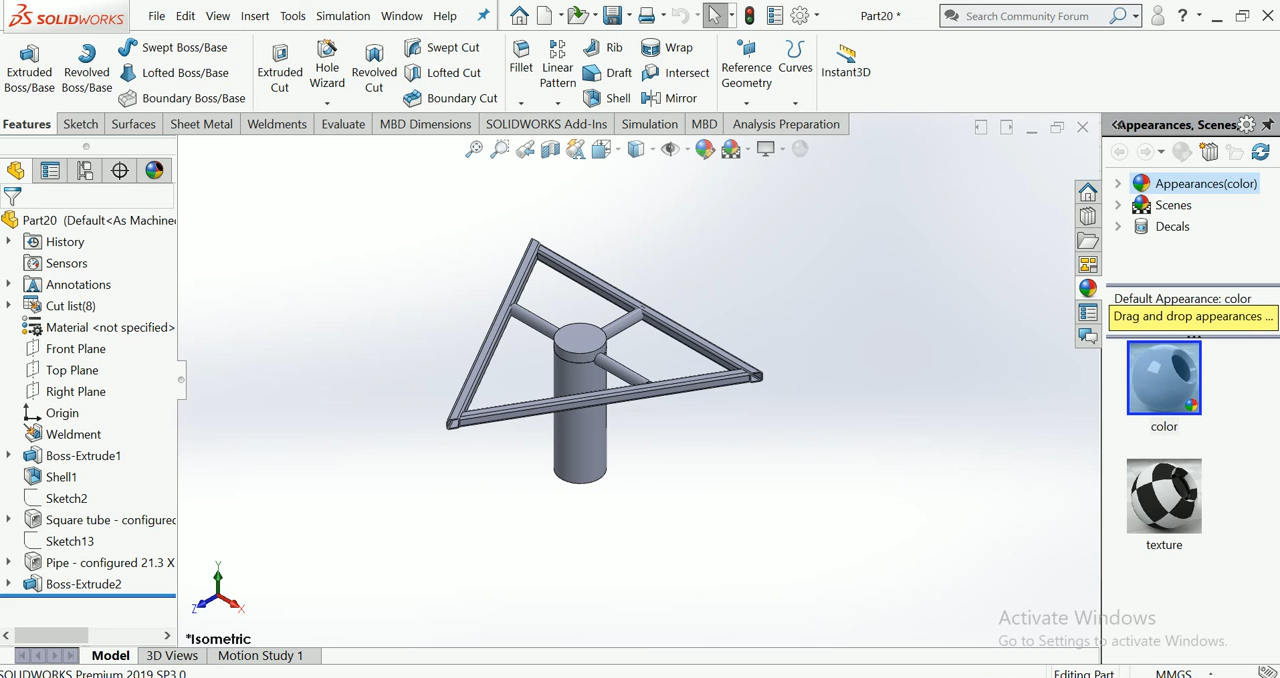 SOLIDWORKS
File Edit View Insert Tools Simulation Window Help
Part20 *
Search Community Forum
?
Extruded Boss/Base
Revolved Boss/Base
Swept Boss/Base
Lofted Boss/Base
Boundary Boss/Base
Extruded Cut
Hole Wizard
Revolved Cut
Swept Cut
Lofted Cut
Boundary Cut
Fillet
Linear Pattern
Rib
Draft
Shell
Wrap
Intersect
Mirror
Reference Geometry
Curves
Instant3D
Features Sketch Surfaces Sheet Metal Weldments Evaluate MBD Dimensions SOLIDWORKS Add-Ins Simulation MBD Analysis Preparation
Appearances, Scenes
Part20 (Default<As Machine
History
Sensors
Annotations
Cut list(8)
Material <not specified>
Front Plane
Top Plane
Right Plane
Origin
Weldment
Boss-Extrude1
Shell1
Sketch2
Square tube - configured
Sketch13
Pipe - configured 21.3 X
Boss-Extrude2
Y
Z
X
*Isometric
Appearances(color)
Scenes
Decals
Default Appearance: color
Drag and drop appearances ...
color
texture
Activate Windows
Go to Settings to activate Windows.
Model 3D Views Motion Study 1
SOLIDWORKS Premium 2019 SP3.0
Editing Part
MMGS